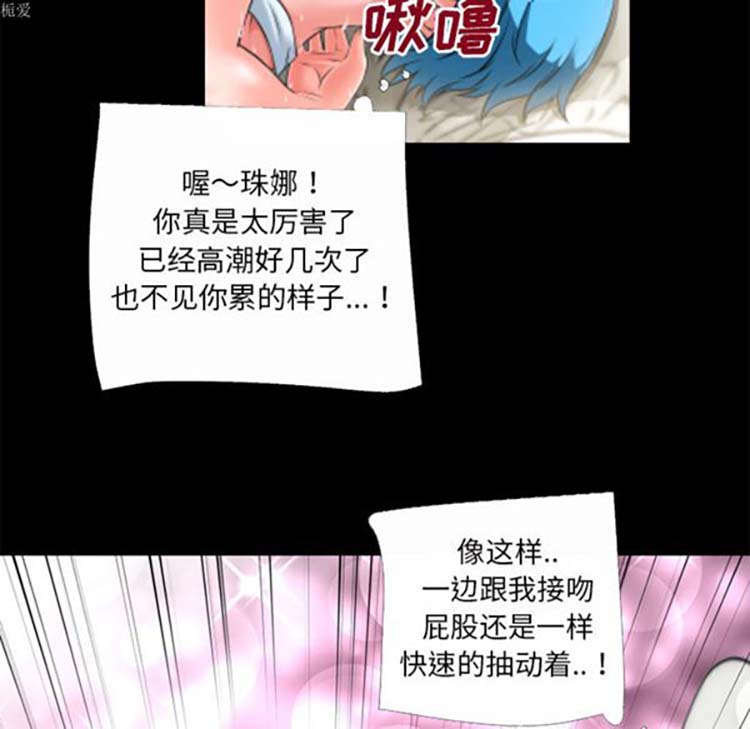 栀爱
啾噜
喔～珠娜！
你真是太厉害了
已经高潮好几次了
也不见你累的样子...！
像这样..
一边跟我接吻
屁股还是一样
快速的抽动着..！